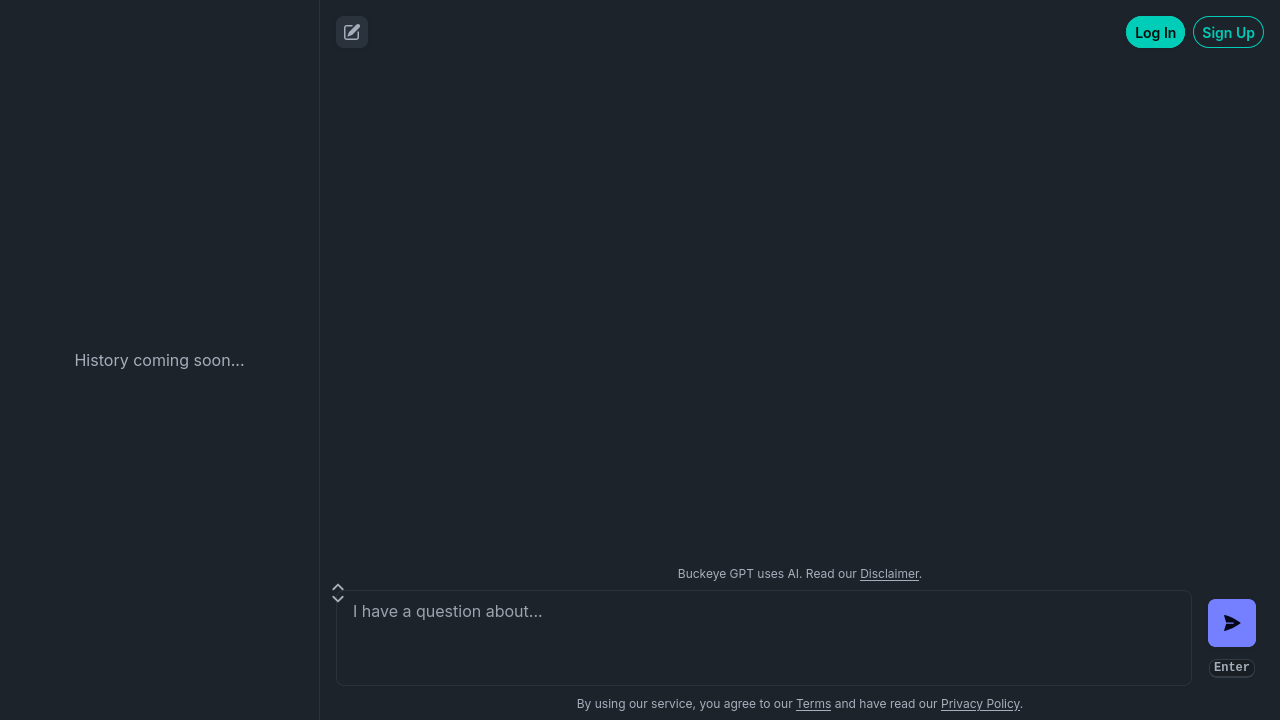 Log In
Sign Up
History coming soon...
Buckeye GPT uses AI. Read our Disclaimer.
I have a question about...
Enter
By using our service, you agree to our Terms and have read our Privacy Policy.